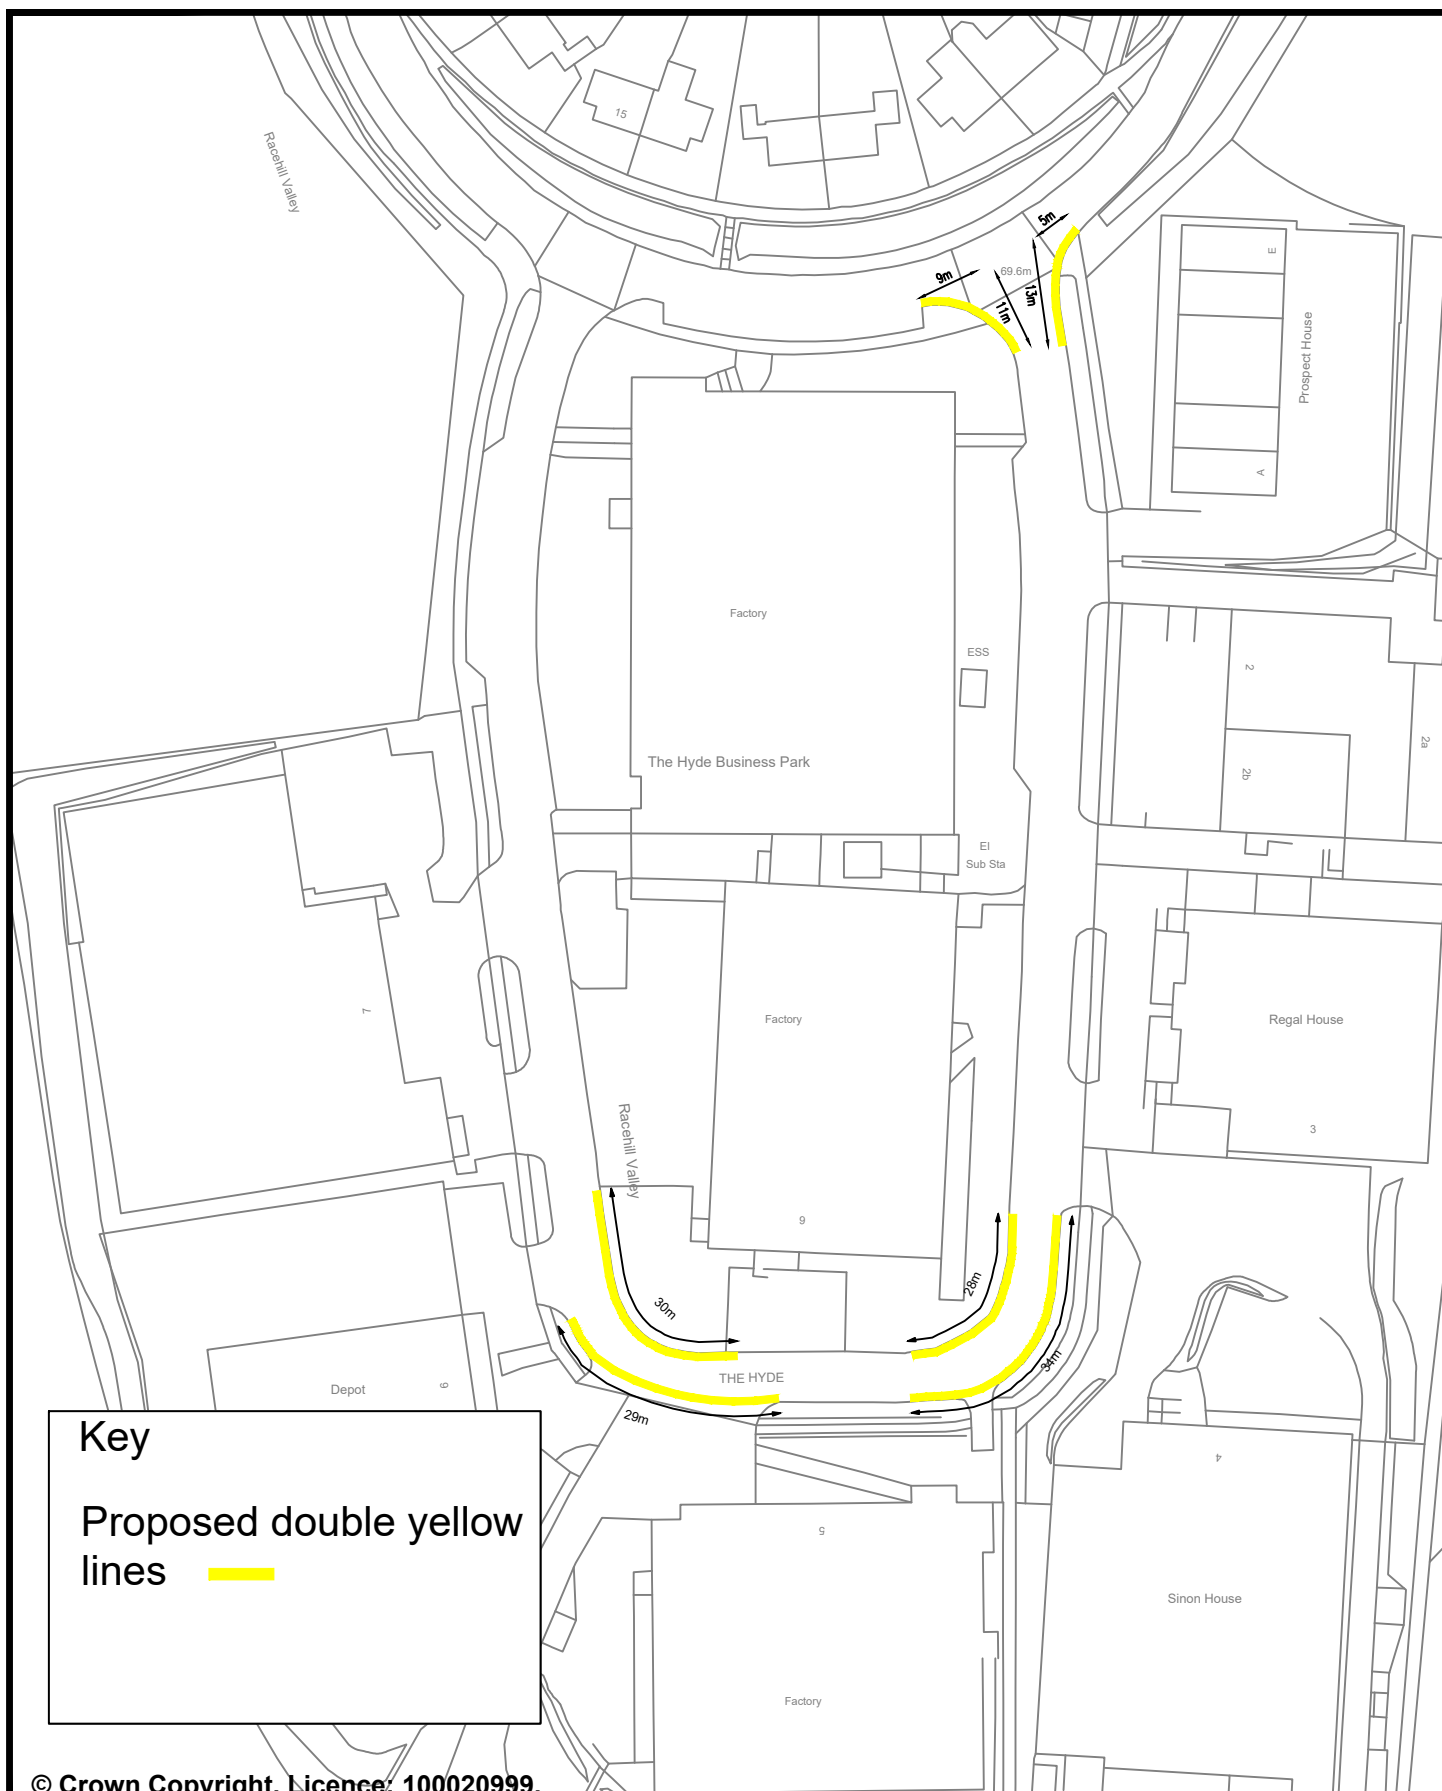 15
Racehill Valley
5m
E
9m
69.6m
13m
11m
Prospect House
A
Factory
ESS
2
2a
The Hyde Business Park
2b
El
Sub Sta
7
Factory
Regal House
Racehill Valley
3
9
28m
30m
34m
THE HYDE
Depot
6
29m
Key
4
Proposed double yellow
lines
5
Sinon House
Factory
© Crown Copyright. Licence: 100020999.